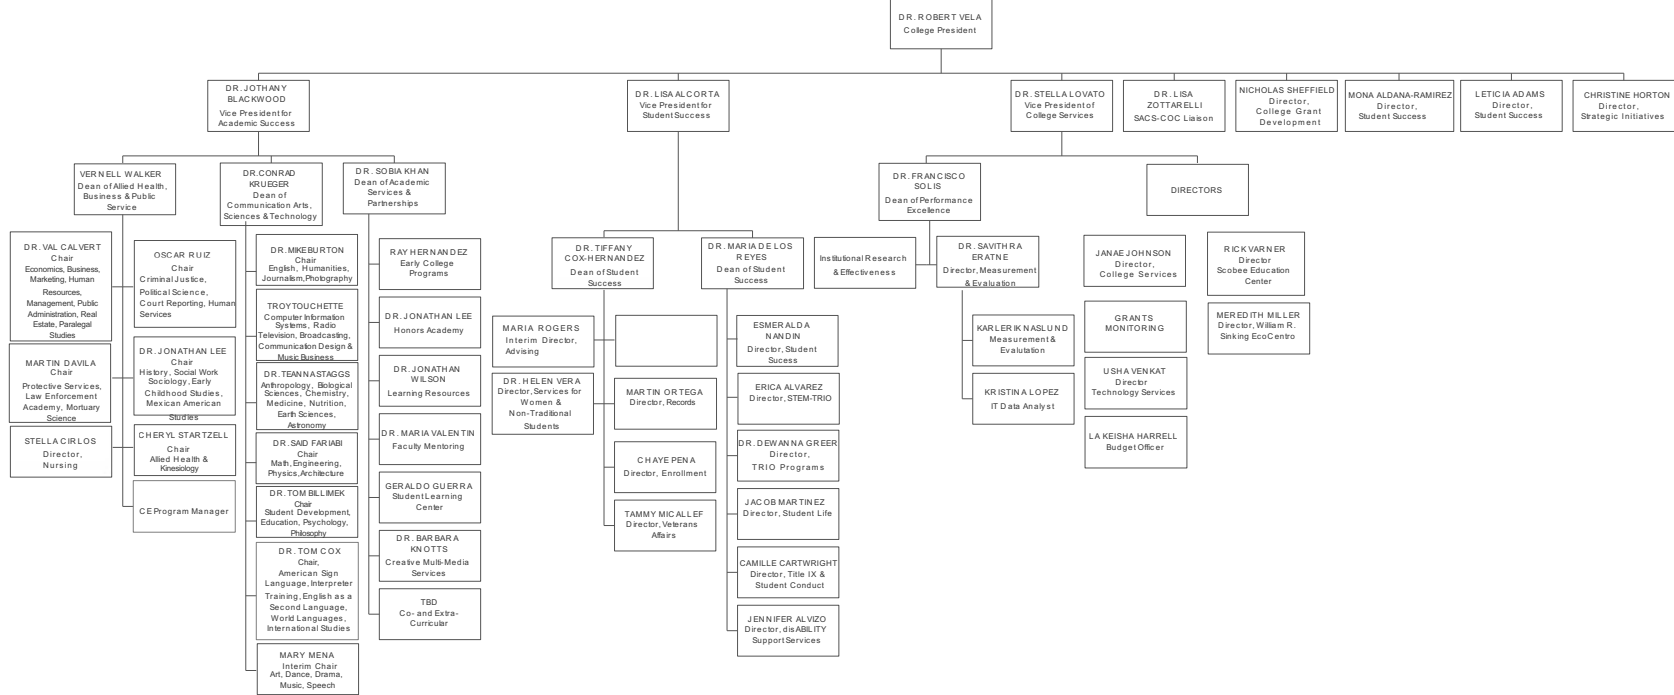 DR. ROBERT VELA
College President
DR. JOTHANY
BLACKWOOD
Vice President for
Academic Success
DR. LISA ALCORTA
Vice President for
Student Success
DR. STELLA LOVATO
Vice President of
College Services
DR. LISA
ZOTTARELLI
SACS-COC Liaison
NICHOLAS SHEFFIELD
Director,
College Grant
Development
MONA ALDANA-RAMIREZ
Director,
Student Success
LETICIA ADAMS
Director,
Student Success
CHRISTINE HORTON
Director,
Strategic Initiatives
VERNELL WALKER
Dean of Allied Health,
Business & Public
Service
DR. CONRAD
KRUEGER
Dean of
Communication Arts,
Sciences & Technology
DR. SOBIA KHAN
Dean of Academic
Services &
Partnerships
DR. FRANCISCO
SOLIS
Dean of Performance
Excellence
DIRECTORS
DR. VAL CALVERT
Chair
Economics, Business,
Marketing, Human
Resources,
Management, Public
Administration, Real
Estate, Paralegal
Studies
MARTIN DAVILA
Chair
Protective Services,
Law Enforcement
Academy, Mortuary
Science
STELLA CIRLOS
Director,
Nursing
OSCAR RUIZ
Chair
Criminal Justice,
Political Science,
Court Reporting, Human
Services
DR. JONATHAN LEE
Chair
History, Social Work
Sociology, Early
Childhood Studies,
Mexican American
Studies
CHERYL STARTZELL
Chair
Allied Health &
Kinesiology
CE Program Manager
DR. MIKE BURTON
Chair
English, Humanities,
Journalism, Photography
TROY TOUCHETTE
Computer Information
Systems, Radio
Television, Broadcasting,
Communication Design &
Music Business
DR. TEANNA STAGGS
Anthropology, Biological
Sciences, Chemistry,
Medicine, Nutrition,
Earth Sciences,
Astronomy
DR. SAID FARIABI
Chair
Math, Engineering,
Physics, Architecture
DR. TOM BILLIMEK
Chair
Student Development,
Education, Psychology,
Philosophy
DR. TOM COX
Chair,
American Sign
Language, Interpreter
Training, English as a
Second Language,
World Languages,
International Studies
MARY MENA
Interim Chair
Art, Dance, Drama,
Music, Speech
RAY HERNANDEZ
Early College
Programs
DR. JONATHAN LEE
Honors Academy
DR. JONATHAN
WILSON
Learning Resources
DR. MARIA VALENTIN
Faculty Mentoring
GERALDO GUERRA
Student Learning
Center
DR. BARBARA
KNOTTS
Creative Multi-Media
Services
TBD
Co- and Extra-
Curricular
DR. TIFFANY
COX-HERNANDEZ
Dean of Student
Success
DR. MARIA DE LOS
REYES
Dean of Student
Success
MARIA ROGERS
Interim Director,
Advising
DR. HELEN VERA
Director, Services for
Women &
Non-Traditional
Students
MARTIN ORTEGA
Director, Records
CHAYE PENA
Director, Enrollment
TAMMY MICALLEF
Director, Veterans
Affairs
ESMERALDA
NANDIN
Director, Student
Sucess
ERICA ALVAREZ
Director, STEM-TRIO
DR. DEWANNA GREER
Director,
TRIO Programs
JACOB MARTINEZ
Director, Student Life
CAMILLE CARTWRIGHT
Director, Title IX &
Student Conduct
JENNIFER ALVIZO
Director, disABILITY
Support Services
Institutional Research
& Effectiveness
DR. SAVITHRA
ERATNE
Director, Measurement
& Evaluation
KARLERIK NASLUND
Measurement &
Evalutation
KRISTINA LOPEZ
IT Data Analyst
JANAE JOHNSON
Director,
College Services
GRANTS
MONITORING
USHA VENKAT
Director
Technology Services
LA KEISHA HARRELL
Budget Officer
RICK VARNER
Director
Scobee Education
Center
MEREDITH MILLER
Director, William R.
Sinking EcoCentro